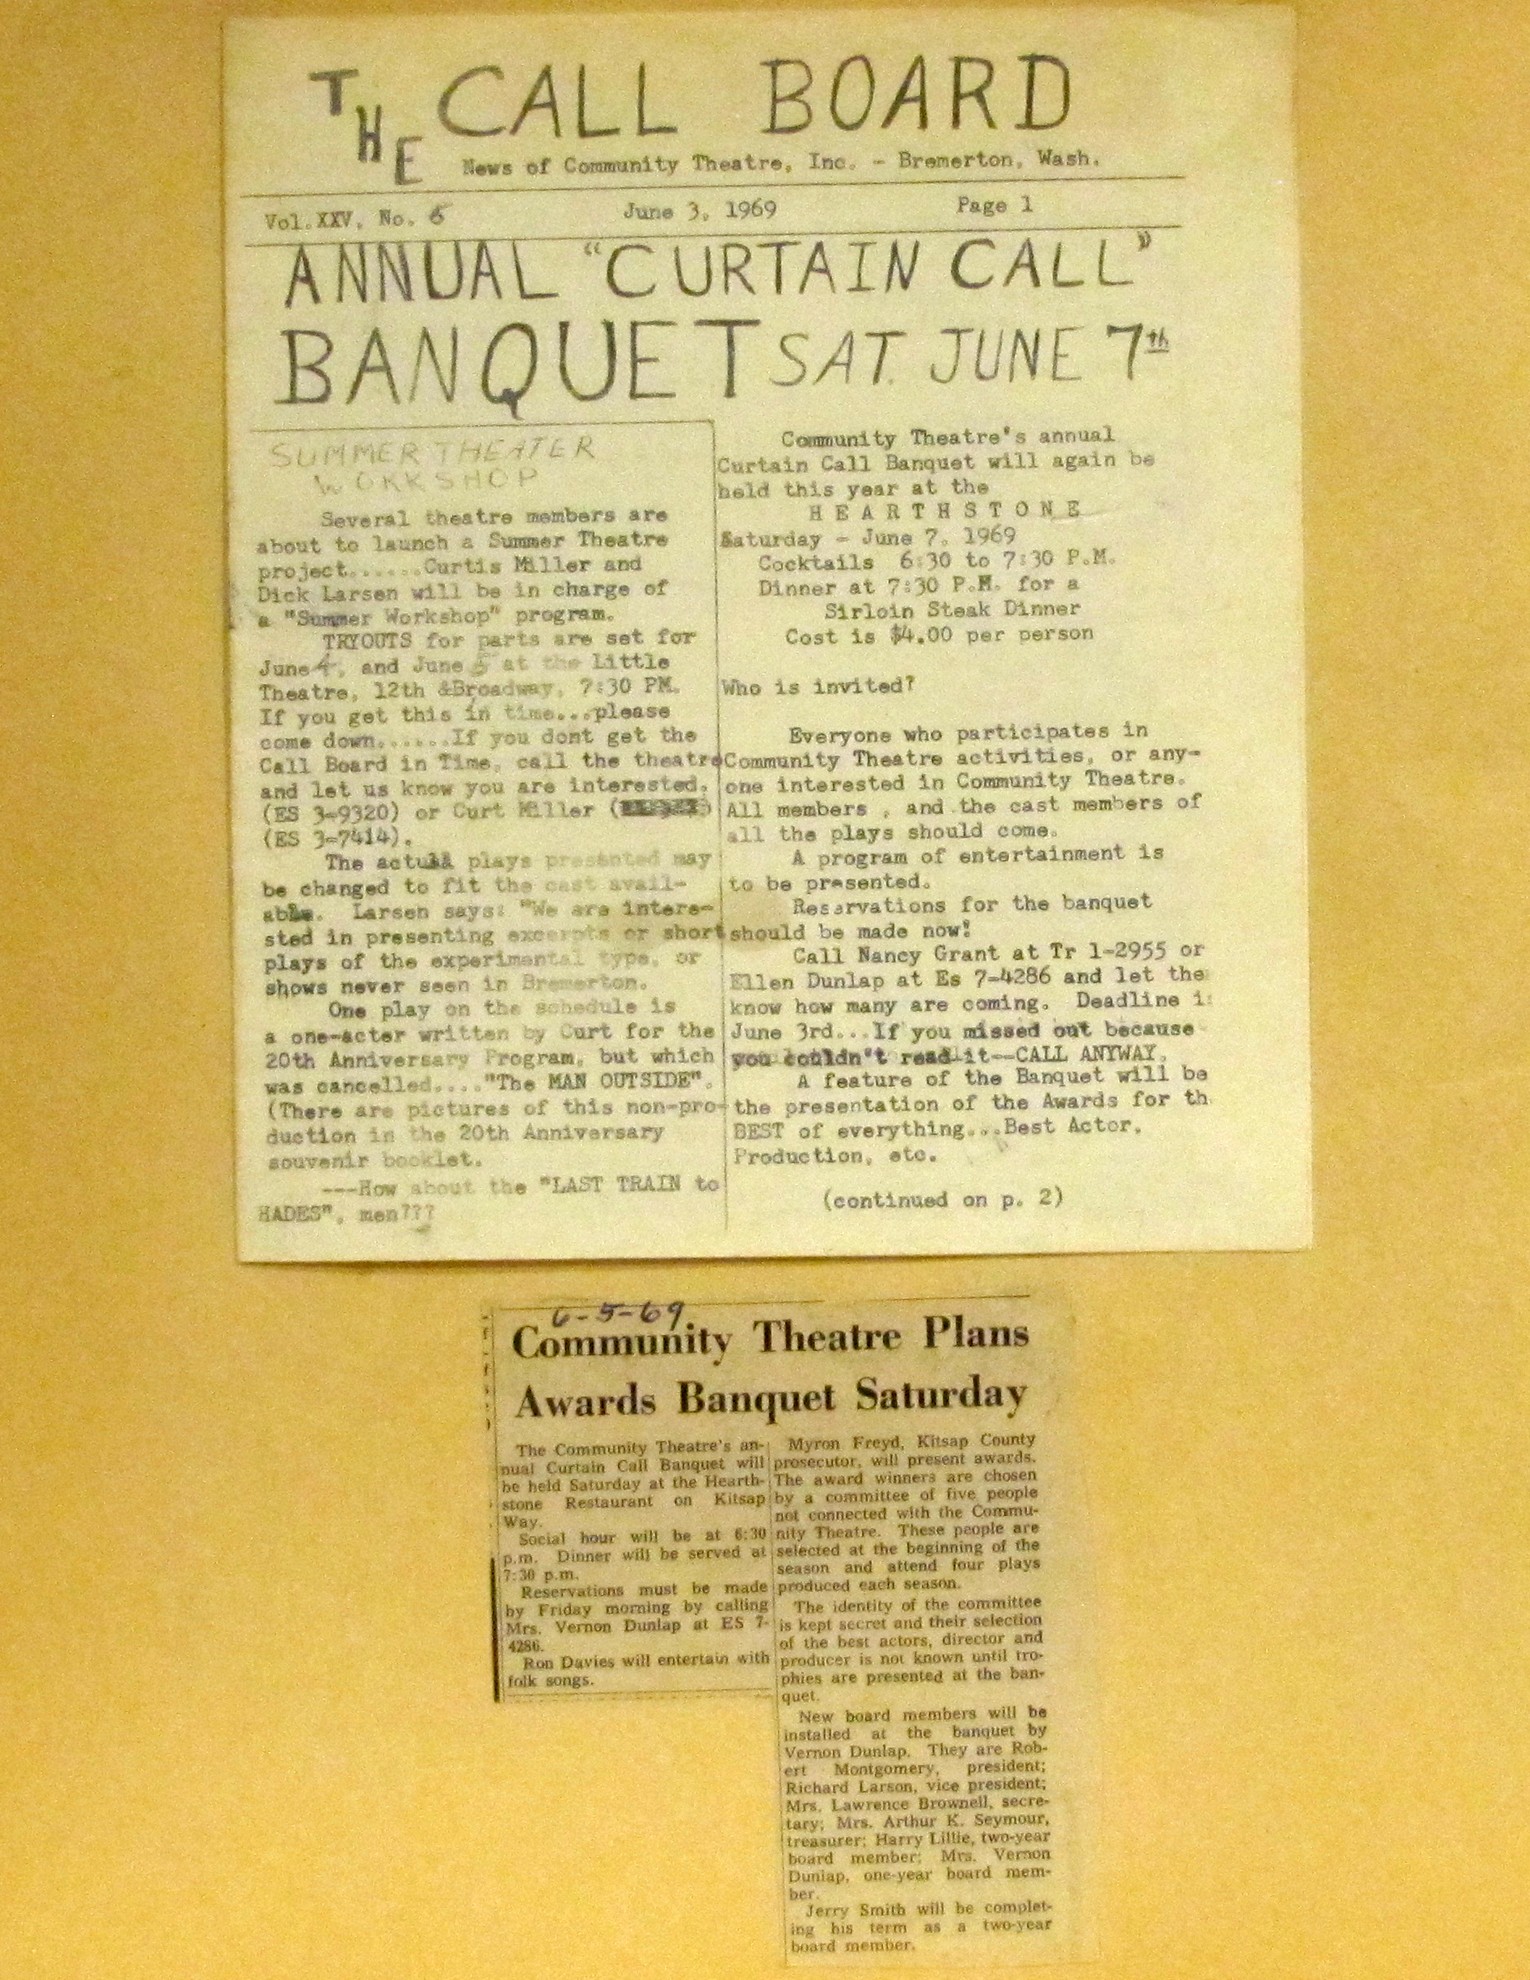 THE CALL BOARD
News of Community Theatre, Inc. - Bremerton, Wash.
Vol.XXV, No. 6
June 3, 1969
Page 1
ANNUAL "CURTAIN CALL"
BANQUET SAT. JUNE 7th
SUMMER THEATER
WORKSHOP
Several theatre members are
about to launch a Summer Theatre
project......Curtis Miller and
Dick Larsen will be in charge of
a "Summer Workshop" program.
TRYOUTS for parts are set for
June 4, and June 5 at the Little
Theatre, 12th &Broadway, 7:30 PM.
If you get this in time...please
come down......If you dont get the
Call Board in Time, call the theatre
and let us know you are interested.
(ES 3-9320) or Curt Miller (
(ES 3-7414).
The actual plays presented may
be changed to fit the cast avail-
able. Larsen says: "We are intere-
sted in presenting excerpts or short
plays of the experimental type, or
shows never seen in Bremerton.
One play on the schedule is
a one-acter written by Curt for the
20th Anniversary Program, but which
was cancelled...."The MAN OUTSIDE".
(There are pictures of this non-pro-
duction in the 20th Anniversary
souvenir booklet.
---How about the "LAST TRAIN to
HADES", men???
Community Theatre's annual
Curtain Call Banquet will again be
held this year at the
H E A R T H S T O N E
Saturday - June 7, 1969
Cocktails 6:30 to 7:30 P.M.
Dinner at 7:30 P.M. for a
Sirloin Steak Dinner
Cost is $4.00 per person
Who is invited?
Everyone who participates in
Community Theatre activities, or any-
one interested in Community Theatre.
All members , and the cast members of
all the plays should come.
A program of entertainment is
to be presented.
Reservations for the banquet
should be made now!
Call Nancy Grant at Tr 1-2955 or
Ellen Dunlap at Es 7-4286 and let the
know how many are coming. Deadline i
June 3rd...If you missed out because
you couldn't read it--CALL ANYWAY.
A feature of the Banquet will be
the presentation of the Awards for th
BEST of everything...Best Actor,
Production, etc.
(continued on p. 2)
6-5-69
Community Theatre Plans
Awards Banquet Saturday
The Community Theatre's an-
nual Curtain Call Banquet will
be held Saturday at the Hearth-
stone Restaurant on Kitsap
Way.
Social hour will be at 6:30
p.m. Dinner will be served at
7:30 p.m.
Reservations must be made
by Friday morning by calling
Mrs. Vernon Dunlap at ES 7-
4286.
Ron Davies will entertain with
folk songs.
Myron Freyd, Kitsap County
prosecutor, will present awards.
The award winners are chosen
by a committee of five people
not connected with the Commu-
nity Theatre. These people are
selected at the beginning of the
season and attend four plays
produced each season.
The identity of the committee
is kept secret and their selection
of the best actors, director and
producer is not known until tro-
phies are presented at the ban-
quet.
New board members will be
installed at the banquet by
Vernon Dunlap. They are Rob-
ert Montgomery, president;
Richard Larson, vice president;
Mrs. Lawrence Brownell, secre-
tary; Mrs. Arthur K. Seymour,
treasurer; Harry Lillie, two-year
board member; Mrs. Vernon
Dunlap, one-year board mem-
ber.
Jerry Smith will be complet-
ing his term as a two-year
board member.